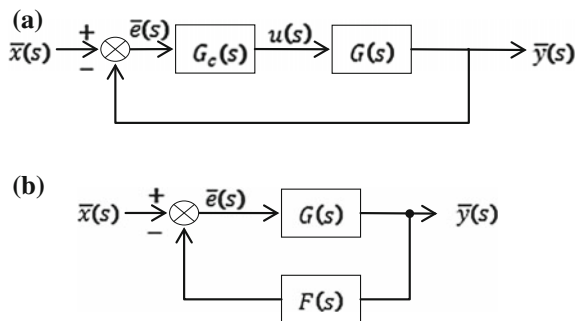 (a)
x̅(s) + − e̅(s) G_c(s) u(s) G(s) y̅(s)
(b)
x̅(s) + − e̅(s) G(s) y̅(s)
F(s)